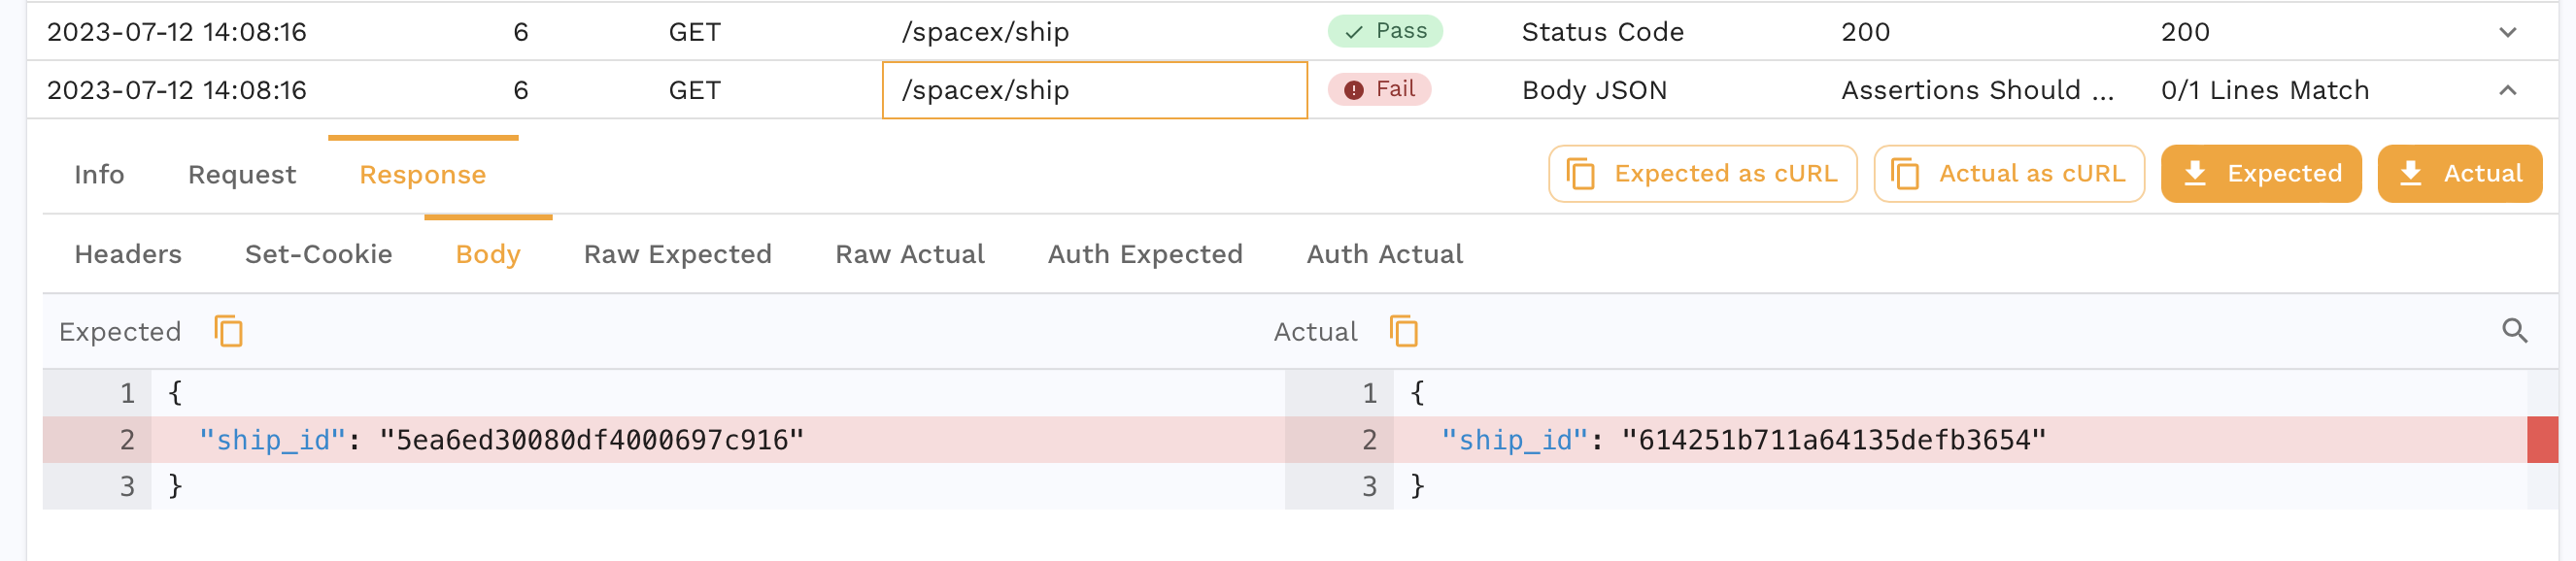 2023-07-12 14:08:16 6 GET /spacex/ship Pass Status Code 200 200
2023-07-12 14:08:16 6 GET /spacex/ship Fail Body JSON Assertions Should ... 0/1 Lines Match
Info Request Response Expected as cURL Actual as cURL Expected Actual
Headers Set-Cookie Body Raw Expected Raw Actual Auth Expected Auth Actual
Expected Actual
1 { 1 {
2 "ship_id": "5ea6ed30080df4000697c916" 2 "ship_id": "614251b711a64135defb3654"
3 } 3 }